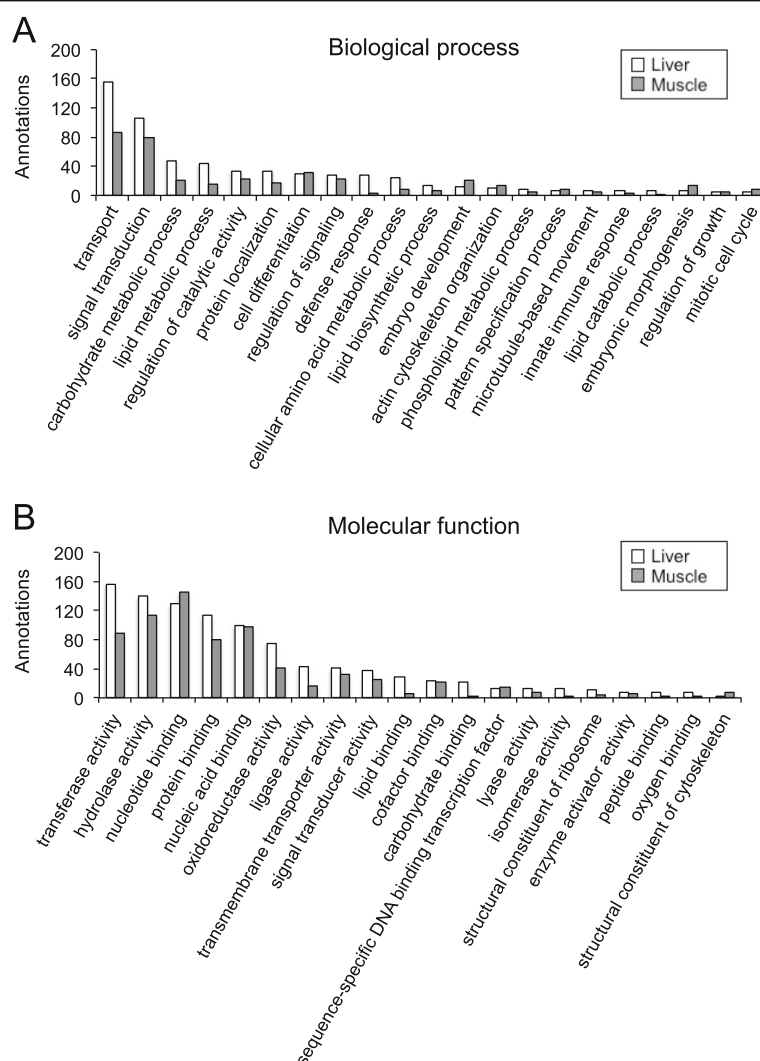 A
Biological process
Liver
Muscle
Annotations
200
160
120
80
40
0
transport
signal transduction
carbohydrate metabolic process
lipid metabolic process
regulation of catalytic activity
protein localization
cell differentiation
regulation of signaling
defense response
cellular amino acid metabolic process
lipid biosynthetic process
embryo development
actin cytoskeleton organization
phospholipid metabolic process
pattern specification process
microtubule-based movement
innate immune response
lipid catabolic process
embryonic morphogenesis
regulation of growth
mitotic cell cycle
B
Molecular function
Liver
Muscle
Annotations
200
160
120
80
40
0
transferase activity
hydrolase activity
nucleotide binding
protein binding
nucleic acid binding
oxidoreductase activity
ligase activity
transmembrane transporter activity
signal transducer activity
lipid binding
cofactor binding
carbohydrate binding
sequence-specific DNA binding transcription factor
lyase activity
isomerase activity
structural constituent of ribosome
enzyme activator activity
peptide binding
oxygen binding
structural constituent of cytoskeleton